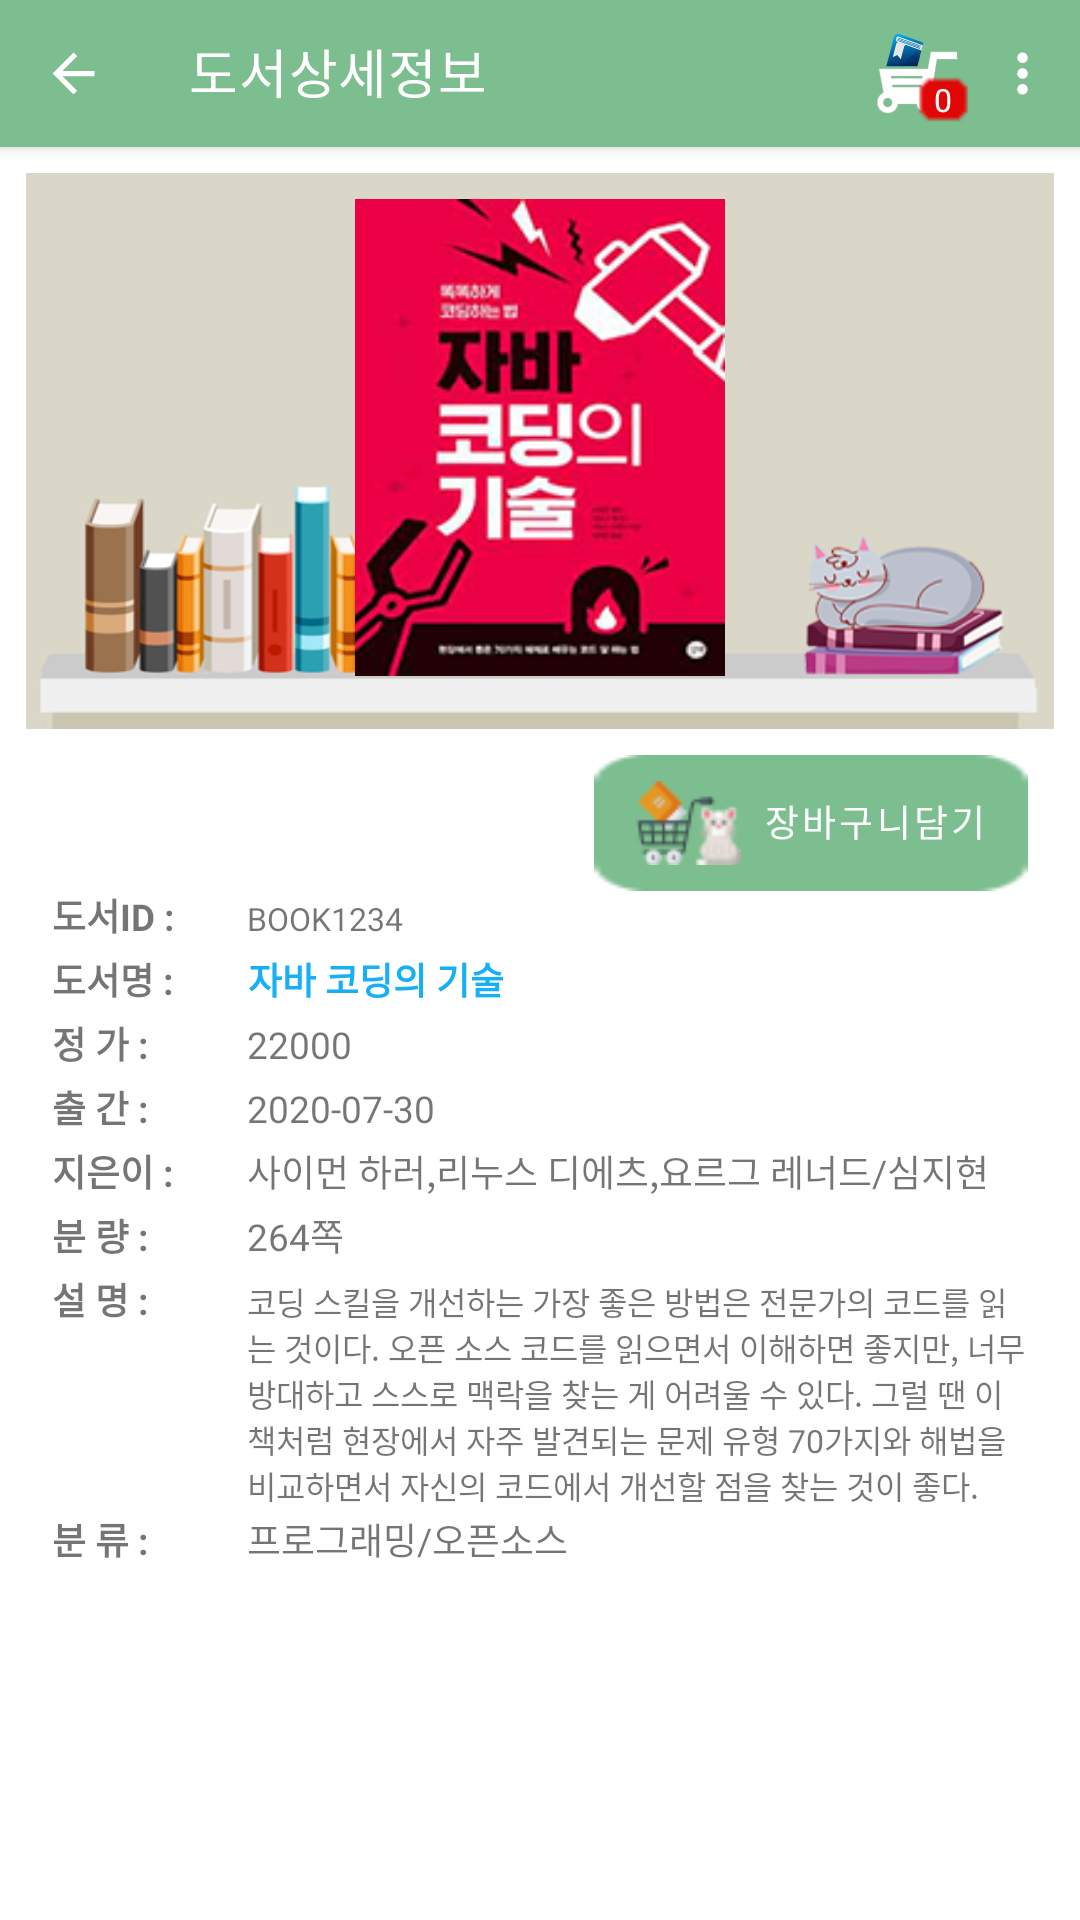 도서상세정보
0
똑똑하게
코딩하는 법
자바
코딩의
기술
장바구니담기
도서ID : BOOK1234
도서명 : 자바 코딩의 기술
정 가 : 22000
출 간 : 2020-07-30
지은이 : 사이먼 하러,리누스 디에츠,요르그 레너드/심지현
분 량 : 264쪽
설 명 : 코딩 스킬을 개선하는 가장 좋은 방법은 전문가의 코드를 읽
는 것이다. 오픈 소스 코드를 읽으면서 이해하면 좋지만, 너무
방대하고 스스로 맥락을 찾는 게 어려울 수 있다. 그럴 땐 이
책처럼 현장에서 자주 발견되는 문제 유형 70가지와 해법을
비교하면서 자신의 코드에서 개선할 점을 찾는 것이 좋다.
분 류 : 프로그래밍/오픈소스